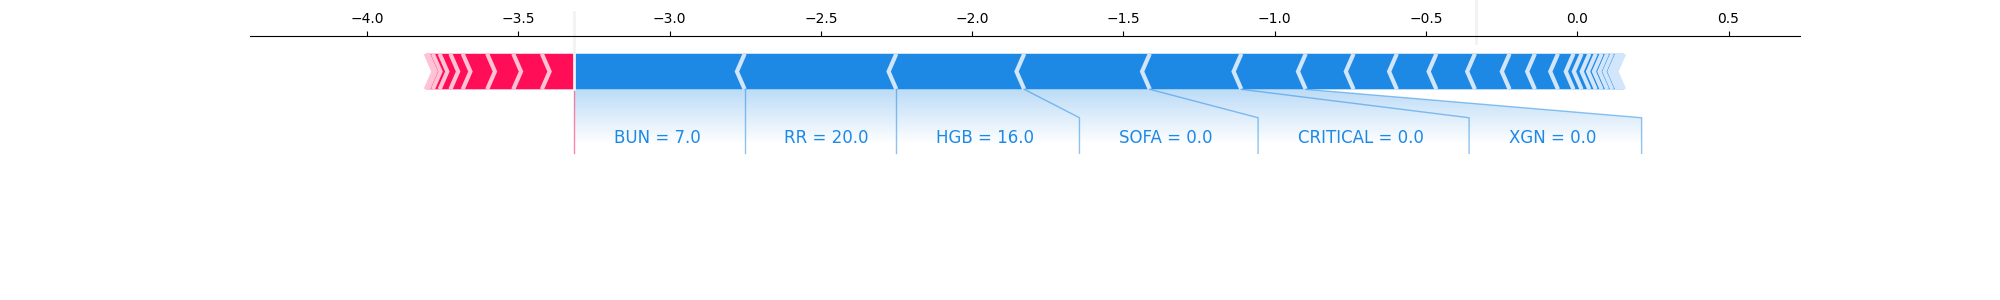 −4.0 −3.5 −3.0 −2.5 −2.0 −1.5 −1.0 −0.5 0.0 0.5
BUN = 7.0 RR = 20.0 HGB = 16.0 SOFA = 0.0 CRITICAL = 0.0 XGN = 0.0